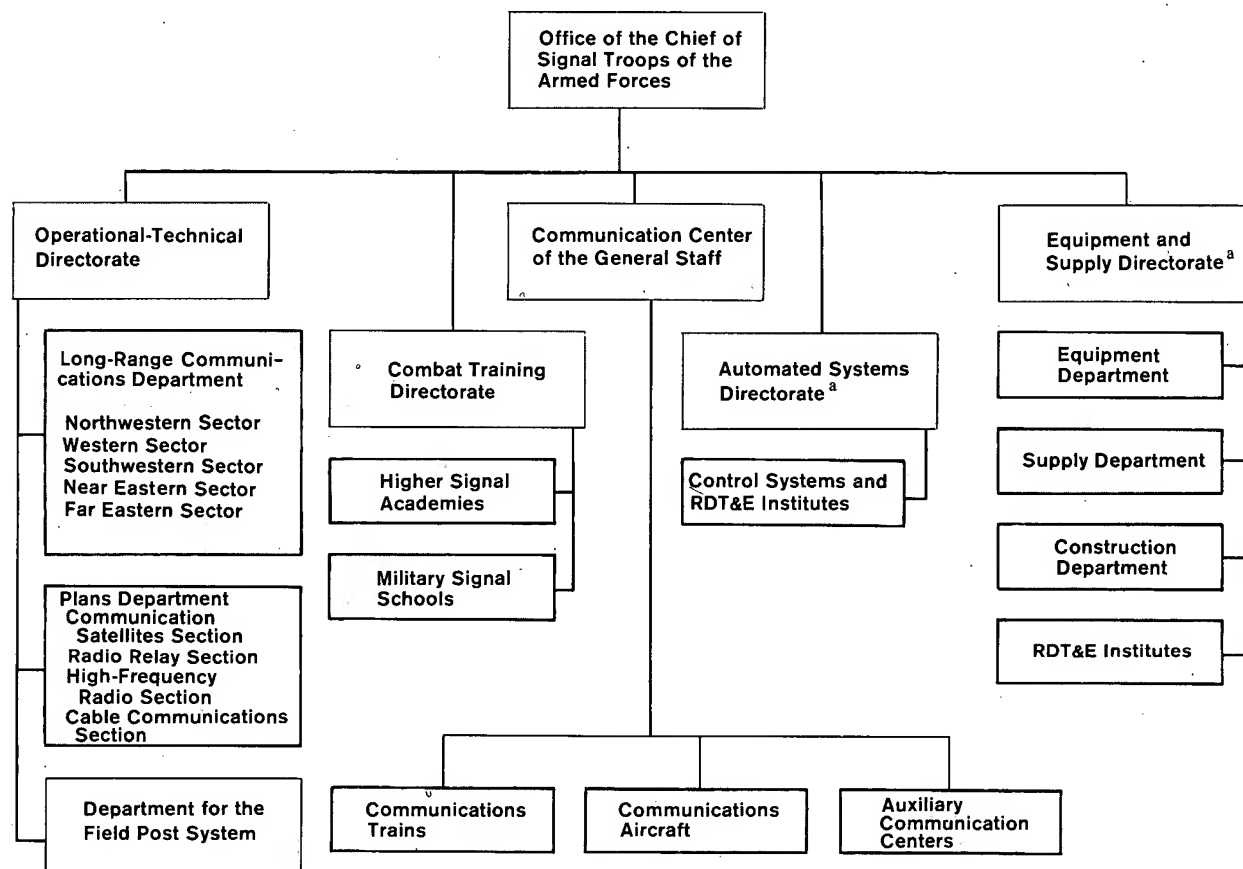 Office of the Chief of
Signal Troops of the
Armed Forces
Operational-Technical
Directorate
Communication Center
of the General Staff
Equipment and
Supply Directorate a
Long-Range Communi-
cations Department
Northwestern Sector
Western Sector
Southwestern Sector
Near Eastern Sector
Far Eastern Sector
Combat Training
Directorate
Automated Systems
Directorate a
Equipment
Department
Higher Signal
Academies
Control Systems and
RDT&E Institutes
Supply Department
Military Signal
Schools
Construction
Department
Plans Department
Communication
Satellites Section
Radio Relay Section
High-Frequency
Radio Section
Cable Communications
Section
RDT&E Institutes
Department for the
Field Post System
Communications
Trains
Communications
Aircraft
Auxiliary
Communication
Centers